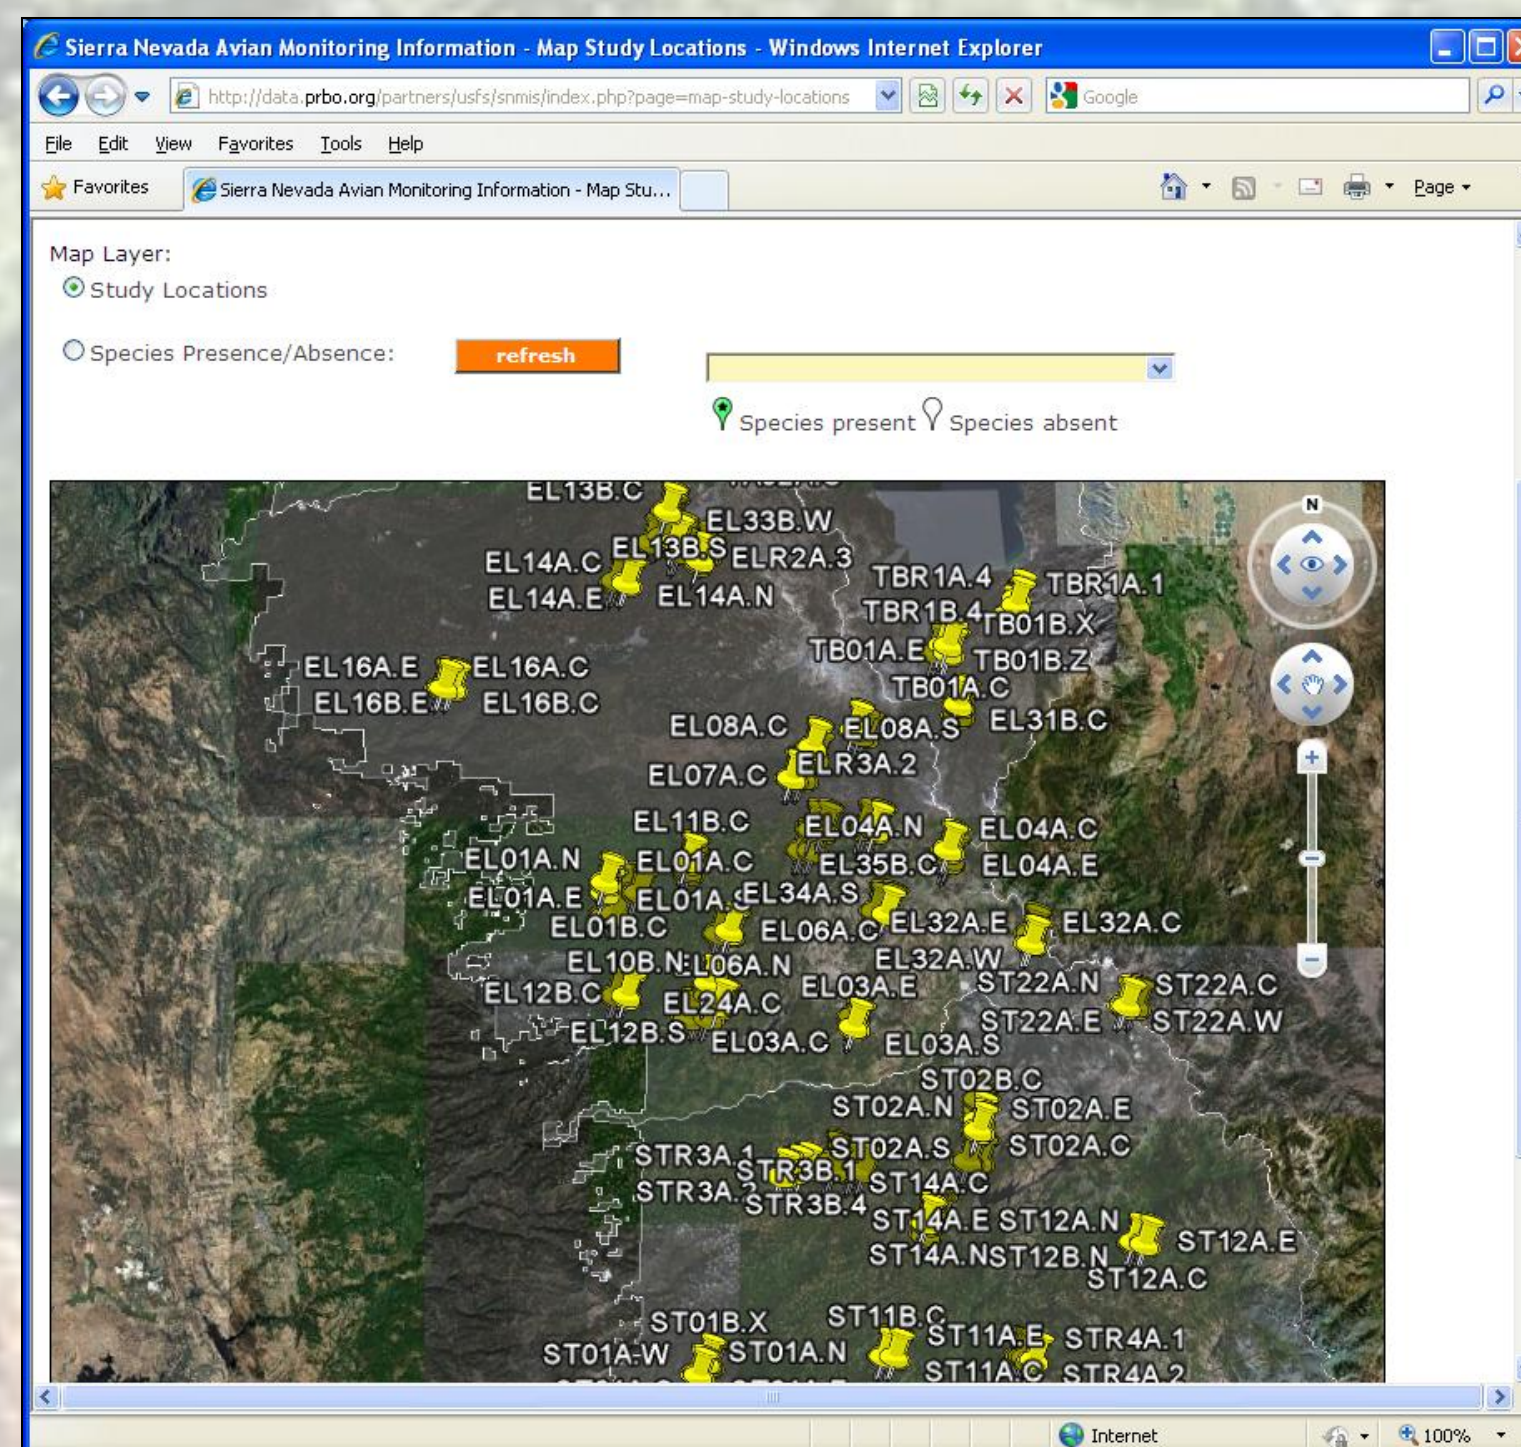 Sierra Nevada Avian Monitoring Information - Map Study Locations - Windows Internet Explorer
http://data.prbo.org/partners/usfs/snmis/index.php?page=map-study-locations
Google
File Edit View Favorites Tools Help
Favorites
Sierra Nevada Avian Monitoring Information - Map Stu...
Page
Map Layer:
Study Locations
Species Presence/Absence:
refresh
Species present
Species absent
EL13B.C
N
EL33B.W
EL14A.C EL13B.S ELR2A.3
TBR1A.4 TBR1A.1
EL14A.E EL14A.N
TBR1B.4 TB01B.X
TB01A.E TB01B.Z
EL16A.E EL16A.C
TB01A.C
EL16B.E EL16B.C
EL08A.C EL08A.S EL31B.C
EL07A.C ELR3A.2
EL11B.C EL04A.N EL04A.C
EL01A.N EL01A.C EL35B.C EL04A.E
EL01A.E EL01A.S EL34A.S
EL01B.C EL06A.C EL32A.E EL32A.C
EL10B.N EL06A.N EL32A.W
EL12B.C EL24A.C EL03A.E ST22A.N ST22A.C
EL12B.S EL03A.C EL03A.S ST22A.E ST22A.W
ST02B.C
ST02A.N ST02A.E
STR3A.1 STR3B.1 ST02A.S ST02A.C
STR3A.2 STR3B.4 ST14A.C
ST14A.E ST12A.N ST12A.E
ST14A.N ST12B.N
ST12A.C
ST01B.X ST11B.C
ST01A.W ST01A.N ST11A.E STR4A.1
ST11A.C STR4A.2
Internet
100%